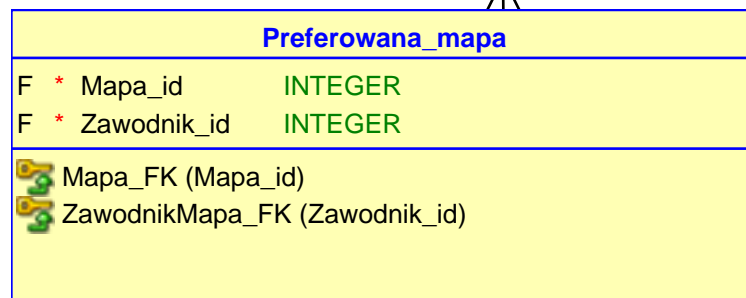 Preferowana_mapa
F * Mapa_id INTEGER
F * Zawodnik_id INTEGER
Mapa_FK (Mapa_id)
ZawodnikMapa_FK (Zawodnik_id)